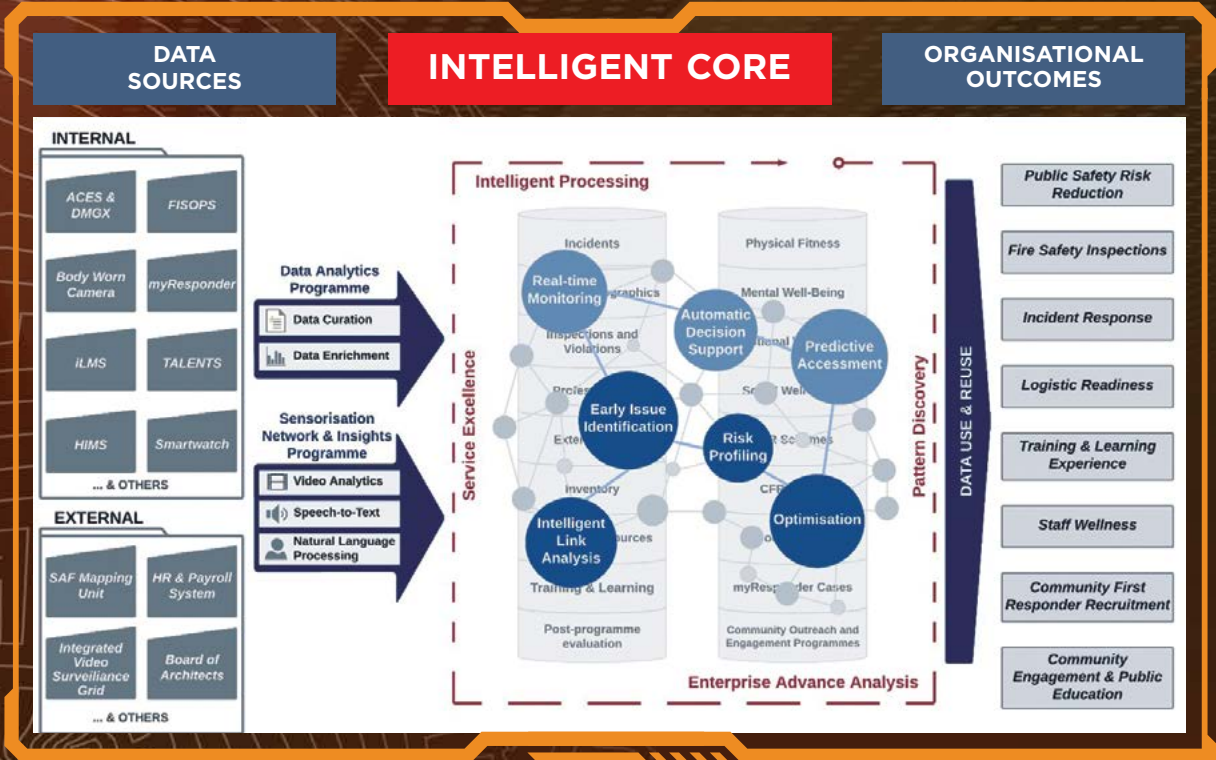 DATA
SOURCES
INTELLIGENT CORE
ORGANISATIONAL
OUTCOMES
INTERNAL
ACES &
DMGX
FISOPS
Body Worn
Camera
myResponder
iLMS
TALENTS
HIMS
Smartwatch
... & OTHERS
EXTERNAL
SAF Mapping
Unit
HR & Payroll
System
Integrated
Video
Surveillance
Grid
Board of
Architects
... & OTHERS
Data Analytics
Programme
Data Curation
Data Enrichment
Sensorisation
Network & Insights
Programme
Video Analytics
Speech-to-Text
Natural Language
Processing
Intelligent Processing
Service Excellence
Pattern Discovery
Enterprise Advance Analysis
Incidents
Inspections and
Violations
Inventory
Training & Learning
Post-programme
evaluation
Physical Fitness
Mental Well-Being
myResponder Cases
Community Outreach and
Engagement Programmes
Real-time
Monitoring
Automatic
Decision
Support
Predictive
Accessment
Early Issue
Identification
Risk
Profiling
Intelligent
Link
Analysis
Optimisation
DATA USE & REUSE
Public Safety Risk
Reduction
Fire Safety Inspections
Incident Response
Logistic Readiness
Training & Learning
Experience
Staff Wellness
Community First
Responder Recruitment
Community
Engagement & Public
Education